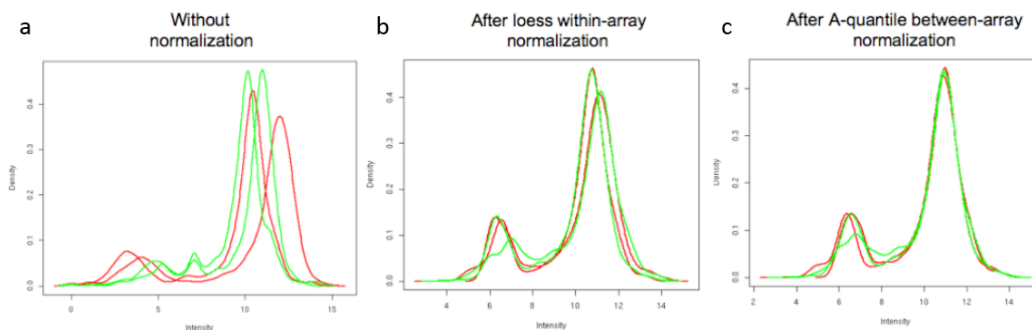 a
Without
normalization
Density
0.0
0.1
0.2
0.3
0.4
0
5
10
15
Intensity
b
After loess within-array
normalization
Density
0.0
0.1
0.2
0.3
0.4
4
6
8
10
12
14
Intensity
c
After A-quantile between-array
normalization
Density
0.0
0.1
0.2
0.3
0.4
2
4
6
8
10
12
14
Intensity